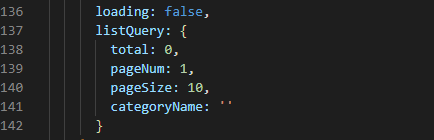 136 loading: false,
137 listQuery: {
138 total: 0,
139 pageNum: 1,
140 pageSize: 10,
141 categoryName: ''
142 }